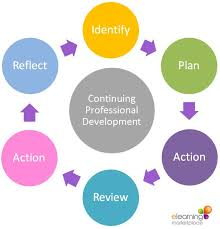 Identify
Reflect
Plan
Continuing
Professional
Development
Action
Action
Review
elearning
marketplace